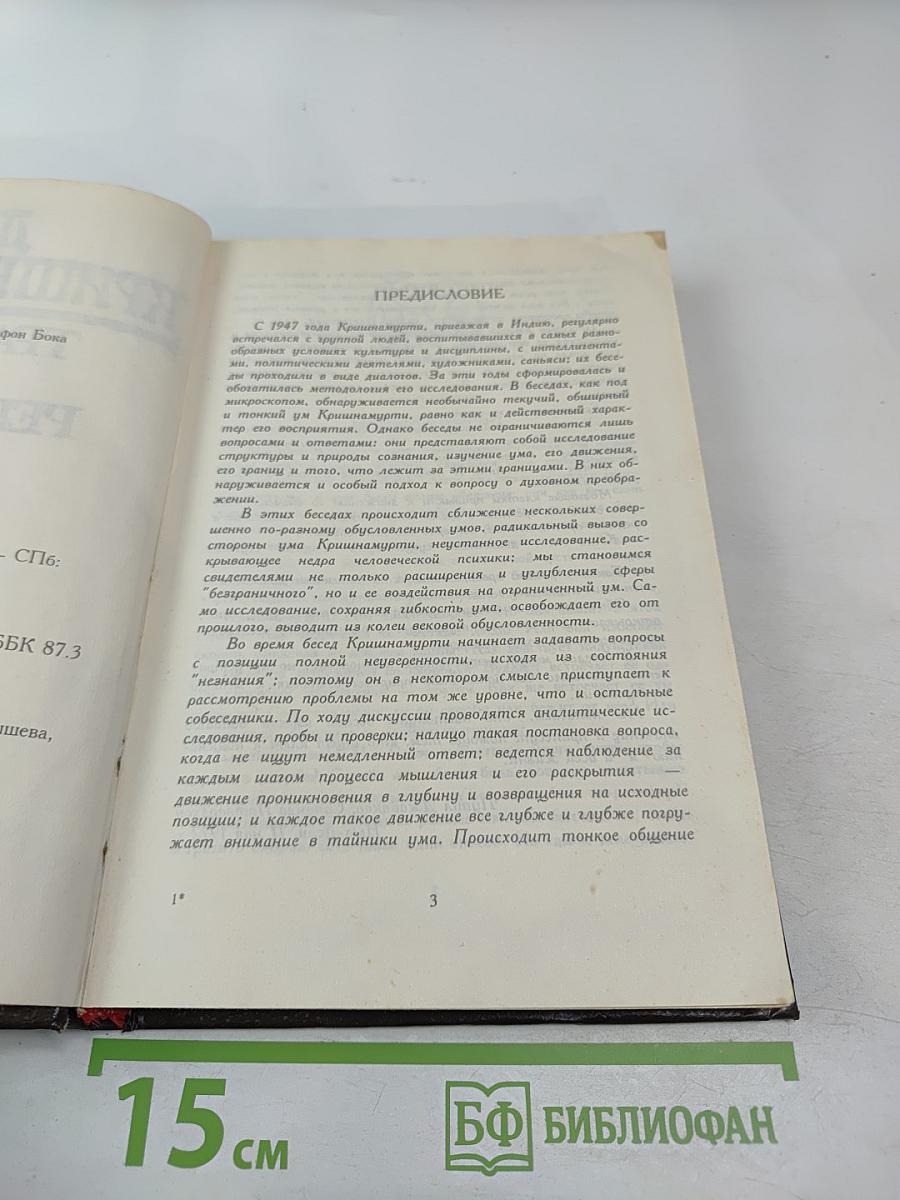 фон Бока
– СПб:
ББК 87.3
ПРЕДИСЛОВИЕ
С 1947 года Кришнамурти, приезжая в Индию, регулярно
встречался с группой людей, воспитывавшихся в самых разно-
образных условиях культуры и дисциплины, с интеллигента-
ми, политическими деятелями, художниками, саньяси; их бесе-
ды проходили в виде диалогов. За эти годы сформировалась и
обогатилась методология его исследования. В беседах, как под
микроскопом, обнаруживается необычайно текучий, обширный
и тонкий ум Кришнамурти, равно как и действенный харак-
тер его восприятия. Однако беседы не ограничиваются лишь
вопросами и ответами: они представляют собой исследование
структуры и природы сознания, изучение ума, его движения,
его границ и того, что лежит за этими границами. В них об-
наруживается и особый подход к вопросу о духовном преобра-
жении.
В этих беседах происходит сближение нескольких совер-
шенно по-разному обусловленных умов, радикальный вызов со
стороны ума Кришнамурти, неустанное исследование, рас-
крывающее недра человеческой психики; мы становимся
свидетелями не только расширения и углубления сферы
"безграничного", но и ее воздействия на ограниченный ум. Са-
мо исследование, сохраняя гибкость ума, освобождает его от
прошлого, выводит из колеи вековой обусловленности.
Во время бесед Кришнамурти начинает задавать вопросы
с позиции полной неуверенности, исходя из состояния
"незнания"; поэтому он в некотором смысле приступает к
рассмотрению проблемы на том же уровне, что и остальные
собеседники. По ходу дискуссии проводятся аналитические ис-
следования, пробы и проверки; налицо такая постановка вопроса,
когда не ищут немедленный ответ; ведется наблюдение за
каждым шагом процесса мышления и его раскрытия —
движение проникновения в глубину и возвращения на исходные
позиции; и каждое такое движение все глубже и глубже погру-
жает внимание в тайники ума. Происходит тонкое общение
1*
3
15 см
БФ БИБЛИОФАН